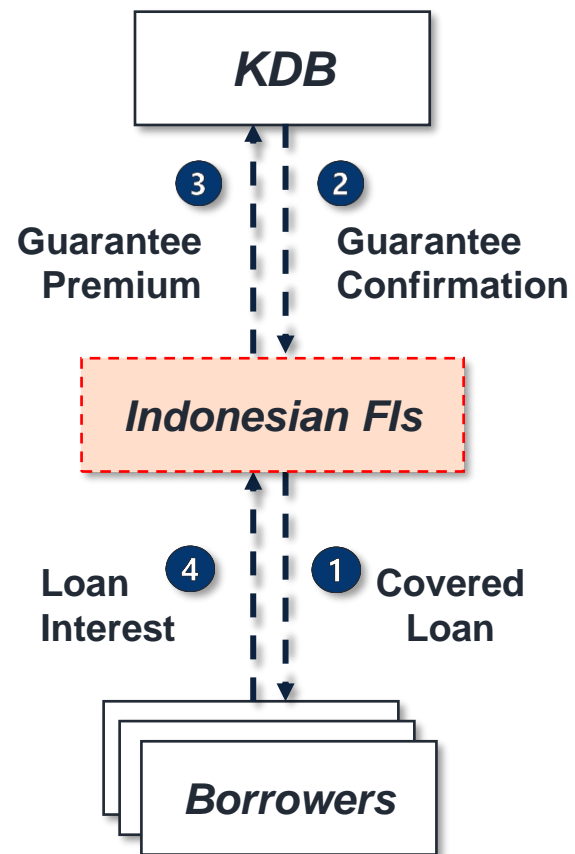 KDB
3
2
Guarantee
Premium
Guarantee
Confirmation
Indonesian FIs
4
1
Loan
Interest
Covered
Loan
Borrowers